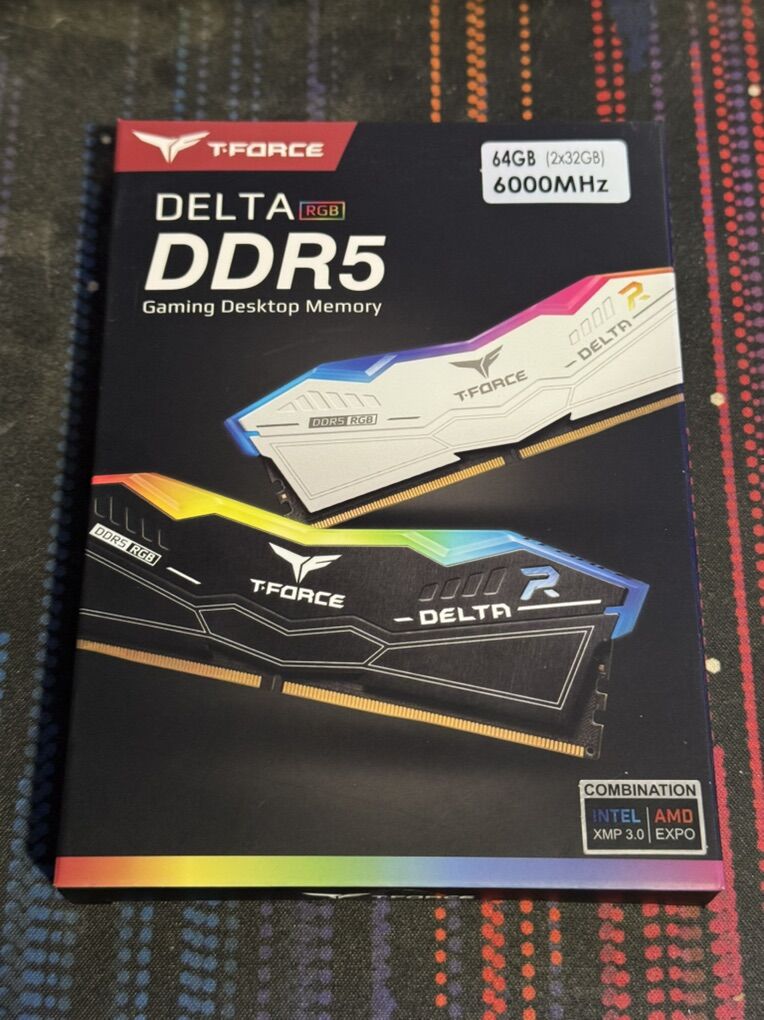 T-FORCE
64GB (2x32GB)
6000MHz
DELTA RGB
DDR5
Gaming Desktop Memory
T-FORCE
DELTA R
DDR5 RGB
DDR5 RGB
T-FORCE
DELTA R
COMBINATION
INTEL AMD
XMP 3.0 EXPO